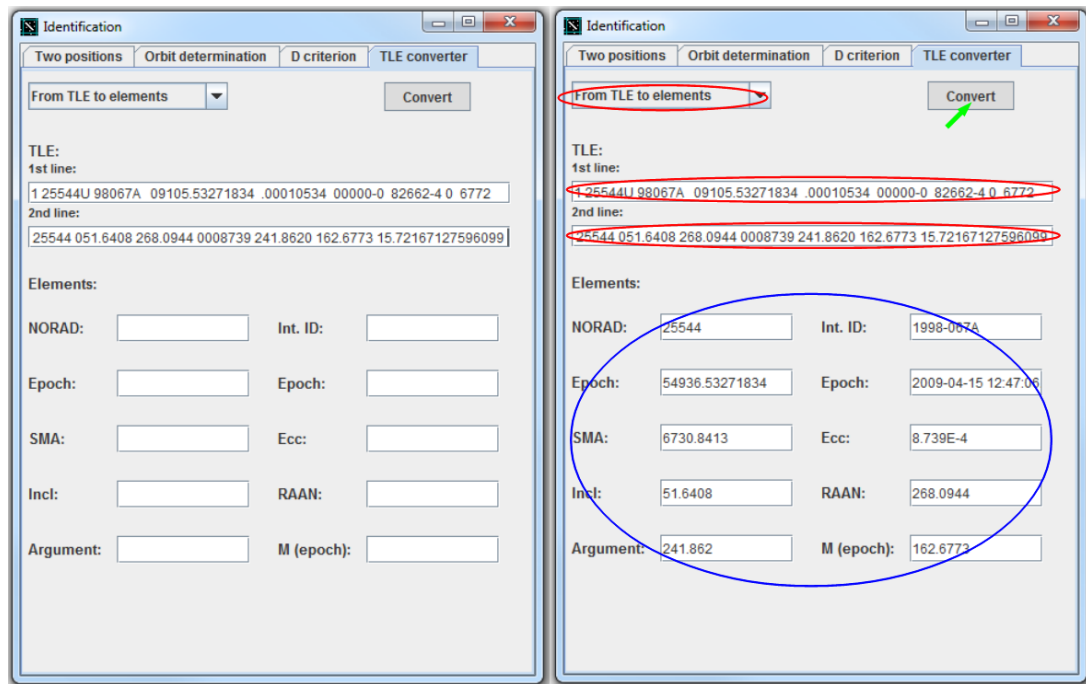 Identification
Two positions Orbit determination D criterion TLE converter
From TLE to elements Convert
TLE:
1st line:
1 25544U 98067A 09105.53271834 .00010534 00000-0 82662-4 0 6772
2nd line:
25544 051.6408 268.0944 0008739 241.8620 162.6773 15.72167127596099
Elements:
NORAD: Int. ID:
Epoch: Epoch:
SMA: Ecc:
Incl: RAAN:
Argument: M (epoch):
Identification
Two positions Orbit determination D criterion TLE converter
From TLE to elements Convert
TLE:
1st line:
1 25544U 98067A 09105.53271834 .00010534 00000-0 82662-4 0 6772
2nd line:
25544 051.6408 268.0944 0008739 241.8620 162.6773 15.72167127596099
Elements:
NORAD: 25544 Int. ID: 1998-067A
Epoch: 54936.53271834 Epoch: 2009-04-15 12:47:06
SMA: 6730.8413 Ecc: 8.739E-4
Incl: 51.6408 RAAN: 268.0944
Argument: 241.862 M (epoch): 162.6773